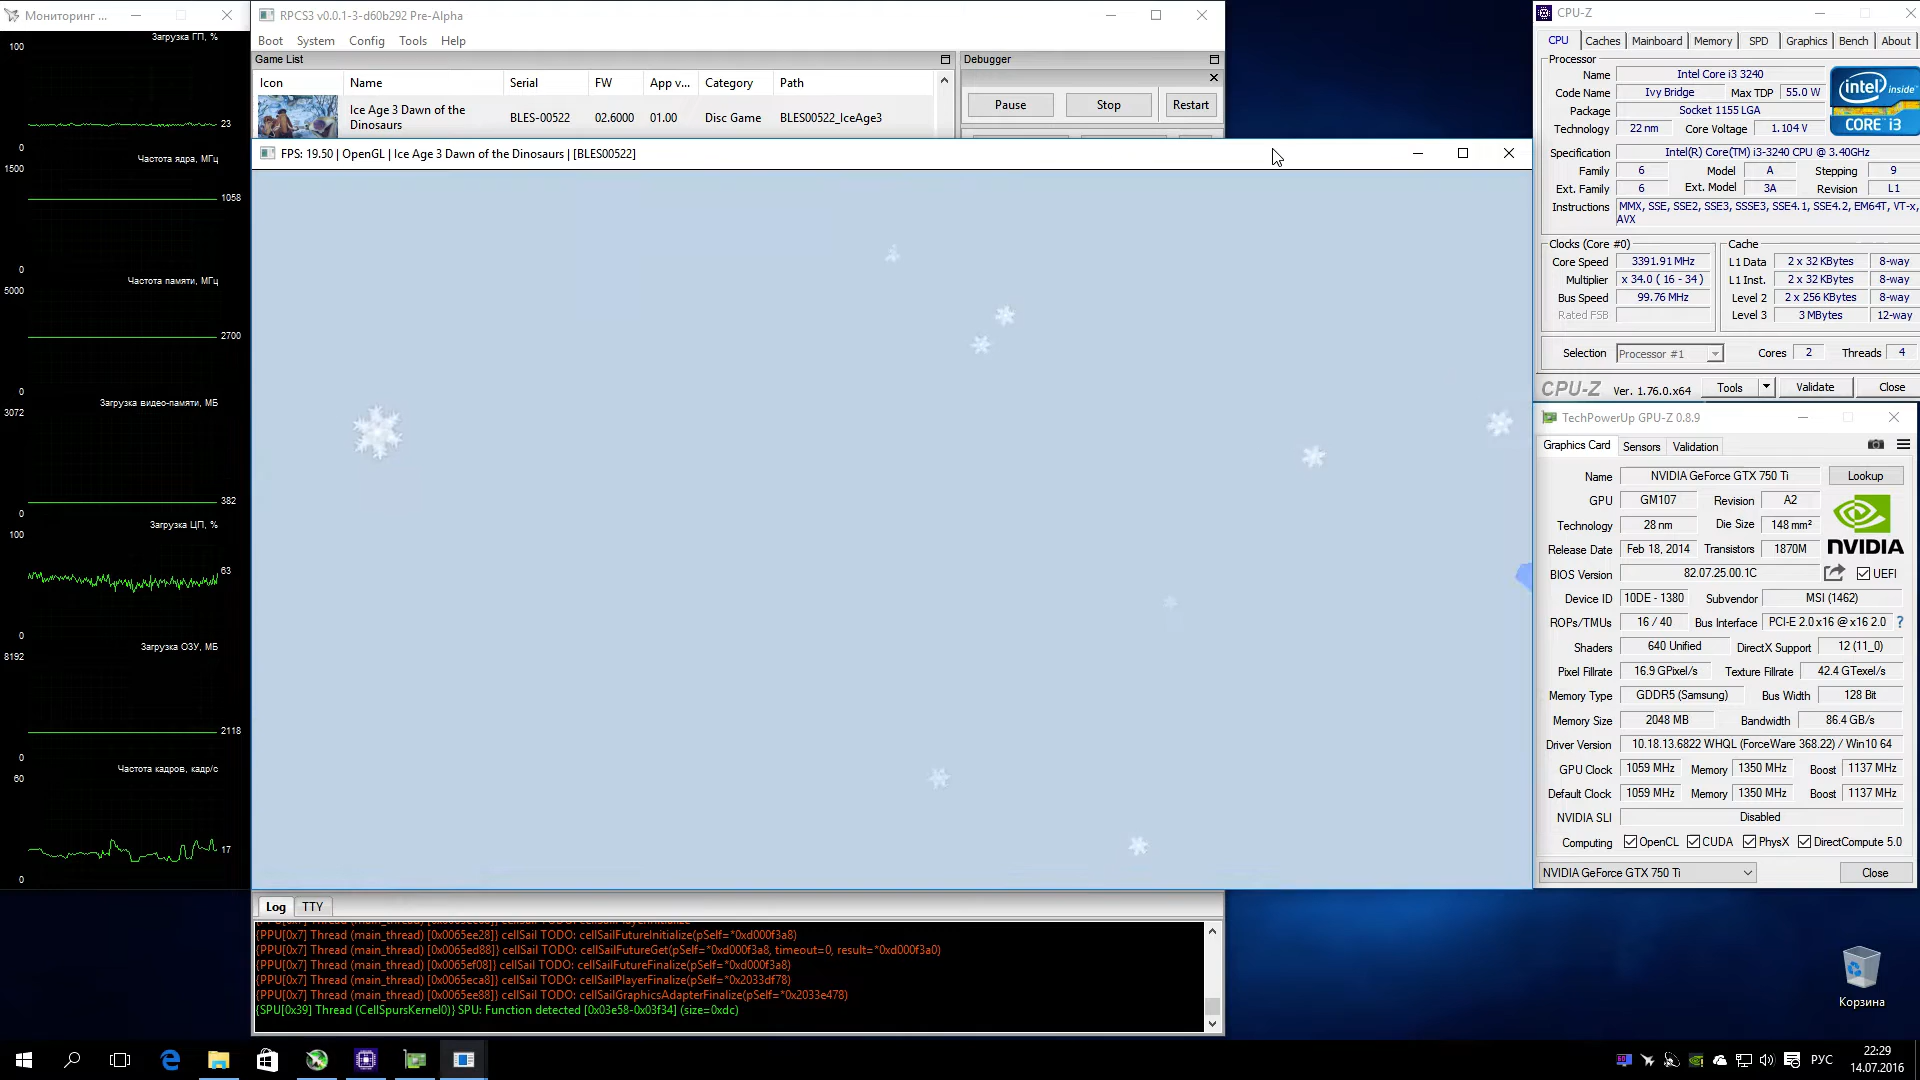 Мониторинг ...
Загрузка ГП, %
100
23
0
Частота ядра, МГц
1500
1058
0
Частота памяти, МГц
5000
2700
0
Загрузка видео-памяти, МБ
3072
382
0
Загрузка ЦП, %
100
63
0
Загрузка ОЗУ, МБ
8192
2118
0
Частота кадров, кадр/с
60
17
0
RPCS3 v0.0.1-3-d60b292 Pre-Alpha
Boot System Config Tools Help
Game List
Icon Name Serial FW App v... Category Path
Ice Age 3 Dawn of the
Dinosaurs
BLES-00522 02.6000 01.00 Disc Game BLES00522_IceAge3
Debugger
Pause Stop Restart
FPS: 19.50 | OpenGL | Ice Age 3 Dawn of the Dinosaurs | [BLES00522]
Log TTY
{PPU[0x7] Thread (main_thread) [0x0065ee28]} cellSail TODO: cellSailFutureInitialize(pSelf=*0xd000f3a8)
{PPU[0x7] Thread (main_thread) [0x0065ed88]} cellSail TODO: cellSailFutureGet(pSelf=*0xd000f3a8, timeout=0, result=*0xd000f3a0)
{PPU[0x7] Thread (main_thread) [0x0065ef08]} cellSail TODO: cellSailFutureFinalize(pSelf=*0xd000f3a8)
{PPU[0x7] Thread (main_thread) [0x0065eca8]} cellSail TODO: cellSailPlayerFinalize(pSelf=*0x2033df78)
{PPU[0x7] Thread (main_thread) [0x0065ee88]} cellSail TODO: cellSailGraphicsAdapterFinalize(pSelf=*0x2033e478)
{SPU[0x39] Thread (CellSpursKernel0)} SPU: Function detected [0x03e58-0x03f34] (size=0xdc)
CPU-Z
CPU Caches Mainboard Memory SPD Graphics Bench About
Processor
Name Intel Core i3 3240
Code Name Ivy Bridge Max TDP 55.0 W
Package Socket 1155 LGA
Technology 22 nm Core Voltage 1.104 V
intel inside™
CORE i3
Specification Intel(R) Core(TM) i3-3240 CPU @ 3.40GHz
Family 6 Model A Stepping 9
Ext. Family 6 Ext. Model 3A Revision L1
Instructions MMX, SSE, SSE2, SSE3, SSSE3, SSE4.1, SSE4.2, EM64T, VT-x,
AVX
Clocks (Core #0)
Core Speed 3391.91 MHz
Multiplier x 34.0 ( 16 - 34 )
Bus Speed 99.76 MHz
Rated FSB
Cache
L1 Data 2 x 32 KBytes 8-way
L1 Inst. 2 x 32 KBytes 8-way
Level 2 2 x 256 KBytes 8-way
Level 3 3 MBytes 12-way
Selection Processor #1 Cores 2 Threads 4
CPU-Z Ver. 1.76.0.x64 Tools Validate Close
TechPowerUp GPU-Z 0.8.9
Graphics Card Sensors Validation
Name NVIDIA GeForce GTX 750 Ti Lookup
GPU GM107 Revision A2
Technology 28 nm Die Size 148 mm²
Release Date Feb 18, 2014 Transistors 1870M
NVIDIA
BIOS Version 82.07.25.00.1C UEFI
Device ID 10DE - 1380 Subvendor MSI (1462)
ROPs/TMUs 16 / 40 Bus Interface PCI-E 2.0 x16 @ x16 2.0 ?
Shaders 640 Unified DirectX Support 12 (11_0)
Pixel Fillrate 16.9 GPixel/s Texture Fillrate 42.4 GTexel/s
Memory Type GDDR5 (Samsung) Bus Width 128 Bit
Memory Size 2048 MB Bandwidth 86.4 GB/s
Driver Version 10.18.13.6822 WHQL (ForceWare 368.22) / Win10 64
GPU Clock 1059 MHz Memory 1350 MHz Boost 1137 MHz
Default Clock 1059 MHz Memory 1350 MHz Boost 1137 MHz
NVIDIA SLI Disabled
Computing OpenCL CUDA PhysX DirectCompute 5.0
NVIDIA GeForce GTX 750 Ti Close
Корзина
РУС
22:29
14.07.2016